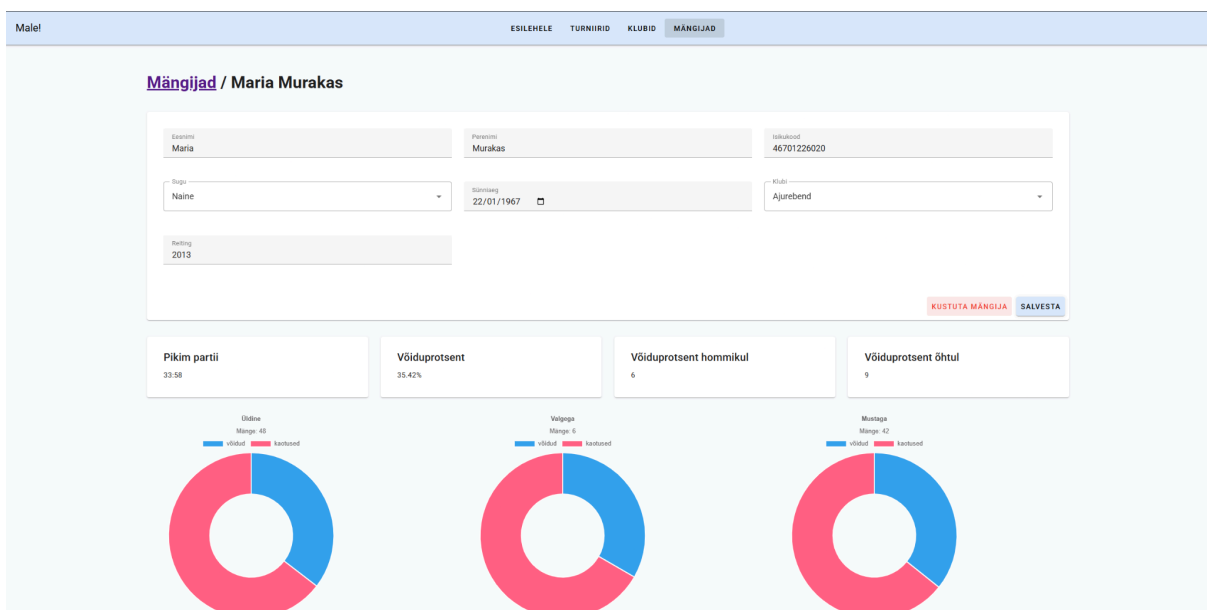 Male!
ESILEHELE TURNIIRID KLUBID MÄNGIJAD
Mängijad / Maria Murakas
Eesnimi Perenimi Isikukood
Maria Murakas 46701226020
Sugu Sünniaeg Klubi
Naine 22/01/1967 Ajurebend
Reiting
2013
KUSTUTA MÄNGIJA SALVESTA
Pikim partii Võiduprotsent Võiduprotsent hommikul Võiduprotsent õhtul
33:58 35.42% 6 9
Üldine Valgega Mustaga
Mänge: 48 Mänge: 6 Mänge: 42
võidud kaotused võidud kaotused võidud kaotused